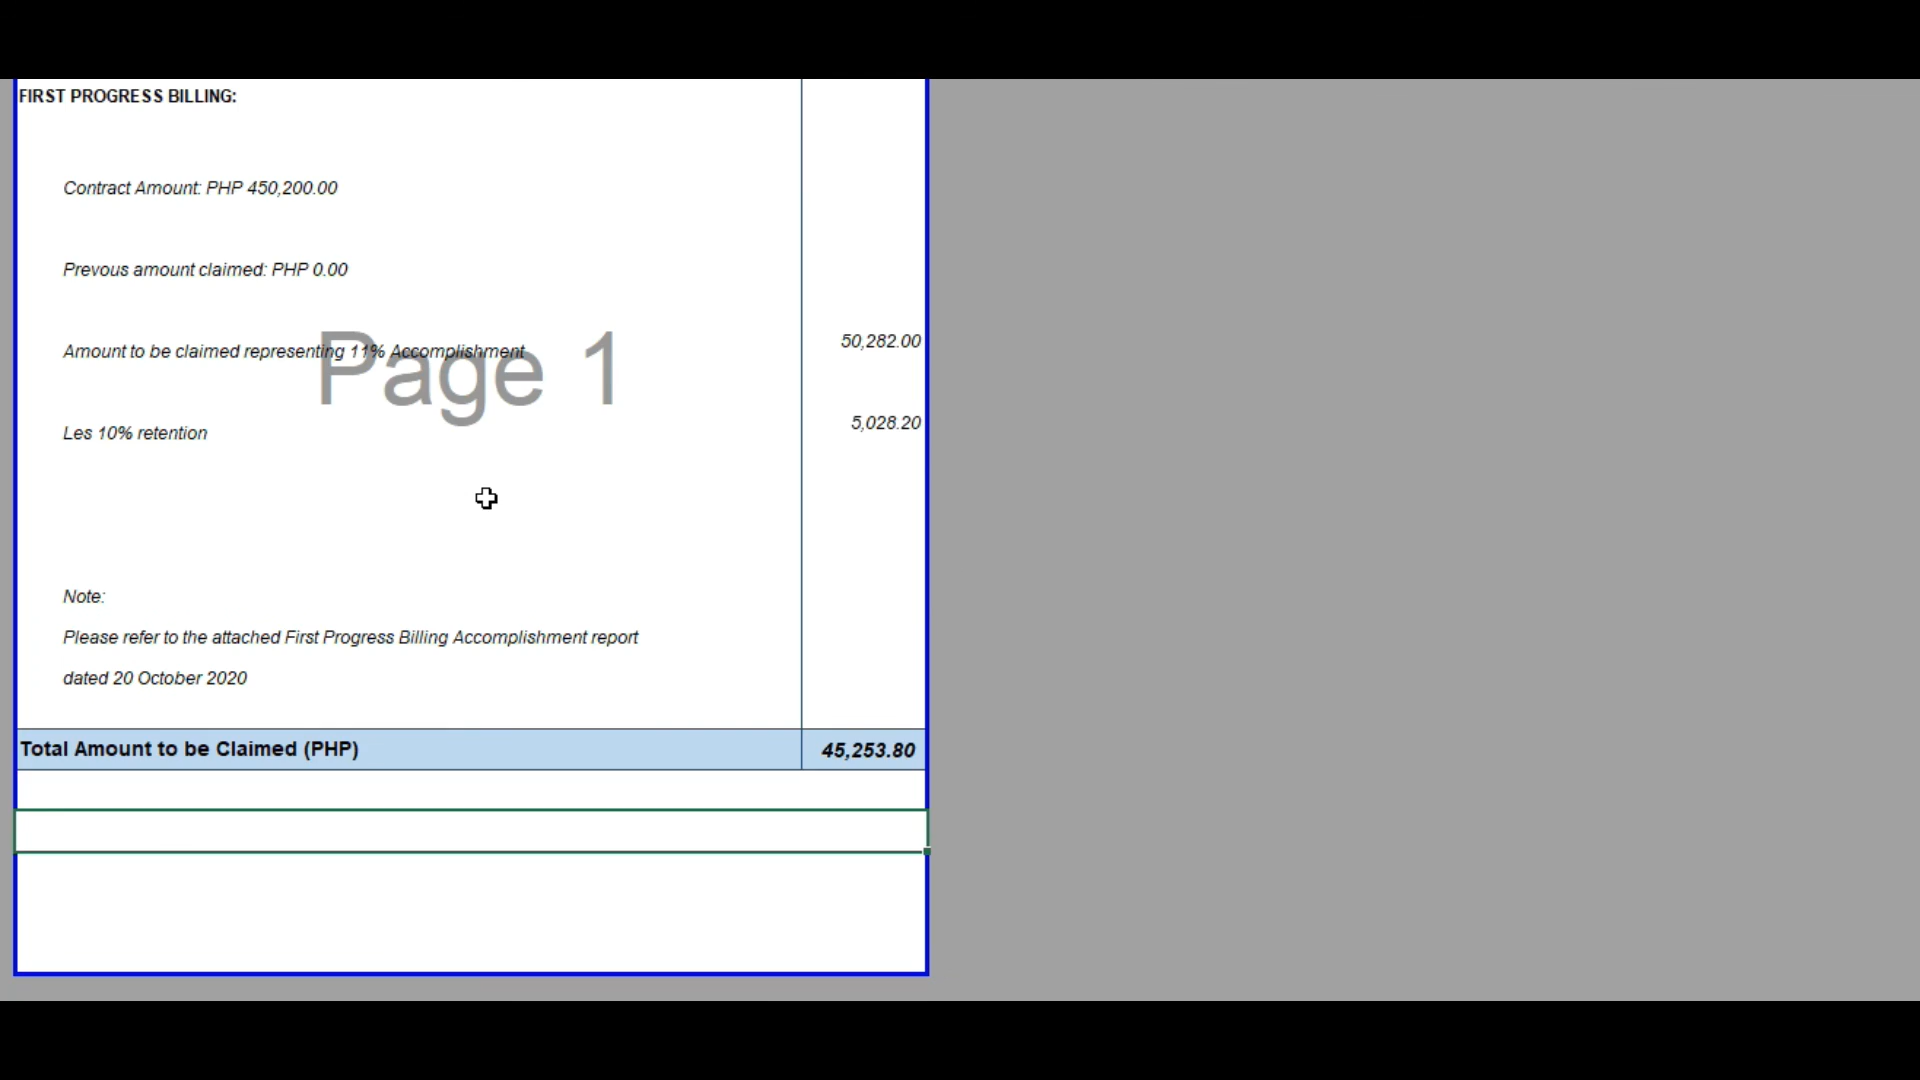 FIRST PROGRESS BILLING:
Contract Amount: PHP 450,200.00
Prevous amount claimed: PHP 0.00
Amount to be claimed representing 11% Accomplishment 50,282.00
Page 1
Les 10% retention 5,028.20
Note:
Please refer to the attached First Progress Billing Accomplishment report
dated 20 October 2020
Total Amount to be Claimed (PHP) 45,253.80